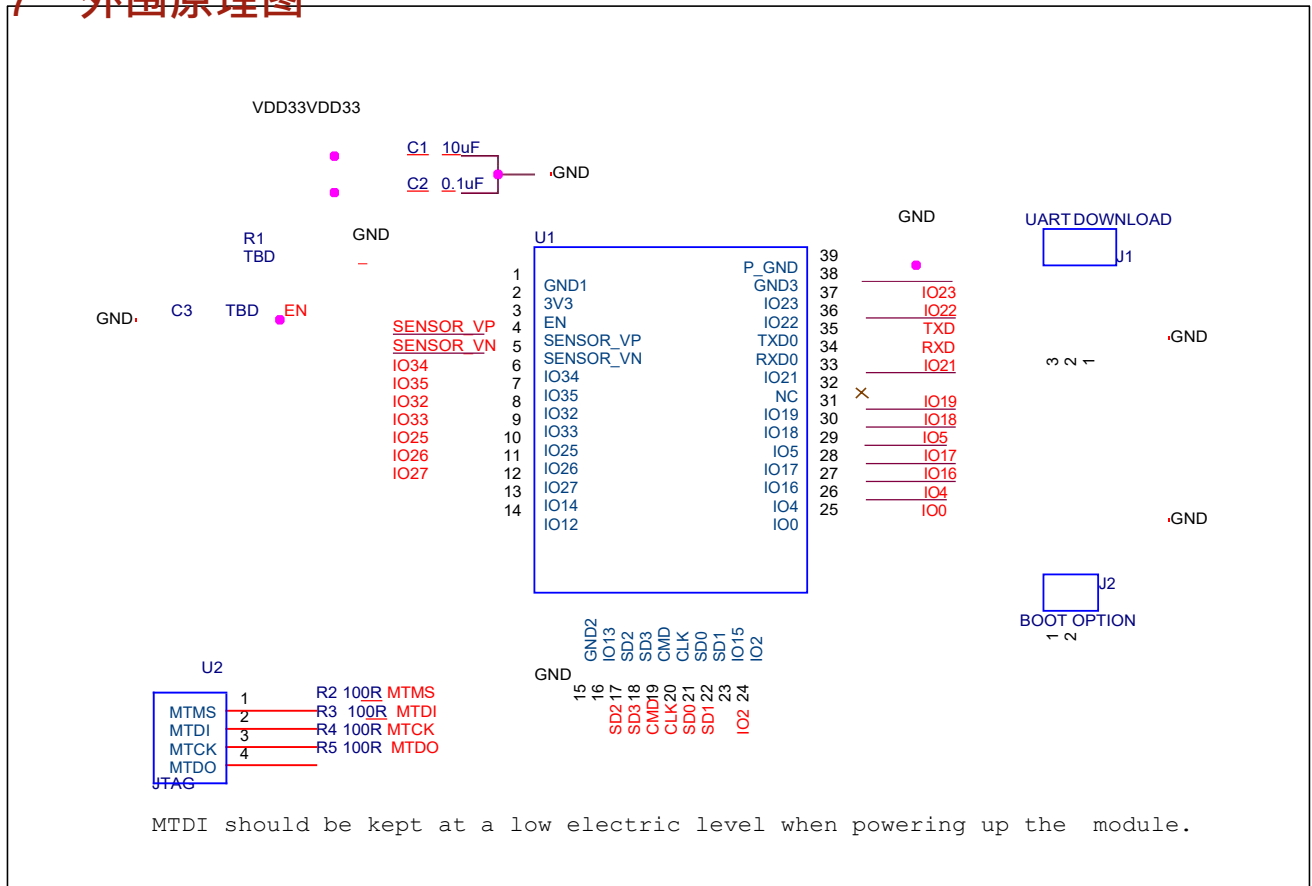 7 外围原理图
VDD33VDD33
C1 10uF
GND
C2 0.1uF
GND
R1
TBD
GND
C3 TBD EN
U1
1
2
3
4
5
6
7
8
9
10
11
12
13
14
SENSOR_VP
SENSOR_VN
IO34
IO35
IO32
IO33
IO25
IO26
IO27
GND1
3V3
EN
SENSOR_VP
SENSOR_VN
IO34
IO35
IO32
IO33
IO25
IO26
IO27
IO14
IO12
P_GND
GND3
IO23
IO22
TXD0
RXD0
IO21
NC
IO19
IO18
IO5
IO17
IO16
IO4
IO0
39
38
37
36
35
34
33
32
31
30
29
28
27
26
25
GND
IO23
IO22
TXD
RXD
IO21
IO19
IO18
IO5
IO17
IO16
IO4
IO0
UART DOWNLOAD
J1
GND
3
2
1
GND
J2
BOOT OPTION
1
2
GND2
IO13
SD2
SD3
CMD
CLK
SD0
SD1
IO15
IO2
GND
15
16
SD2 17
SD3 18
CMD 19
CLK 20
SD0 21
SD1 22
23
IO2 24
U2
1
2
3
4
MTMS
MTDI
MTCK
MTDO
JTAG
R2 100R MTMS
R3 100R MTDI
R4 100R MTCK
R5 100R MTDO
MTDI should be kept at a low electric level when powering up the module.